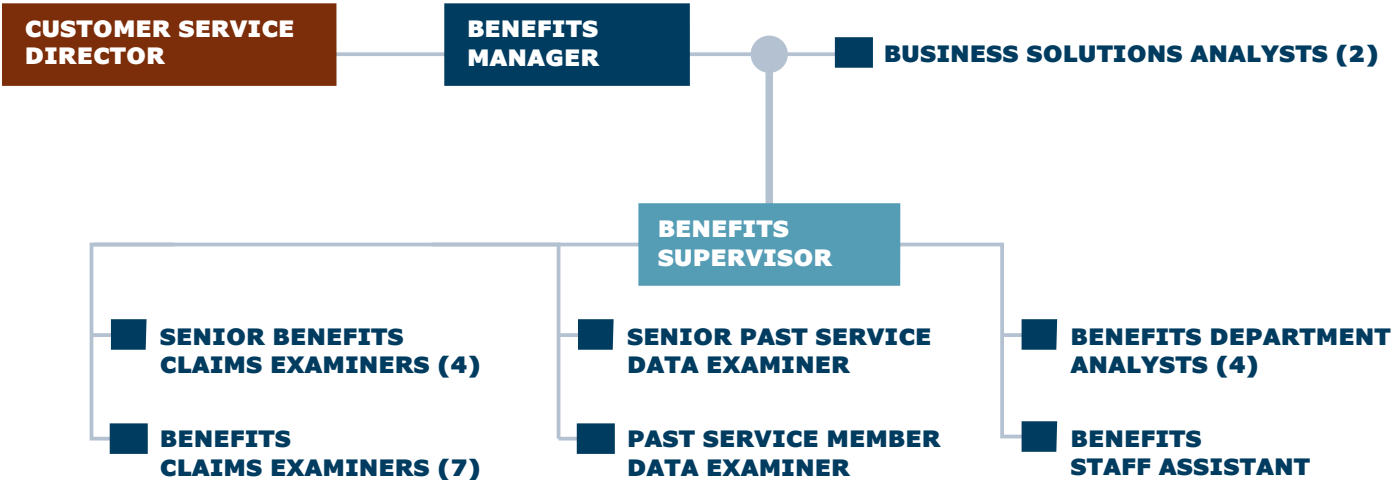 CUSTOMER SERVICE
DIRECTOR
BENEFITS
MANAGER
BUSINESS SOLUTIONS ANALYSTS (2)
BENEFITS
SUPERVISOR
SENIOR BENEFITS
CLAIMS EXAMINERS (4)
BENEFITS
CLAIMS EXAMINERS (7)
SENIOR PAST SERVICE
DATA EXAMINER
PAST SERVICE MEMBER
DATA EXAMINER
BENEFITS DEPARTMENT
ANALYSTS (4)
BENEFITS
STAFF ASSISTANT